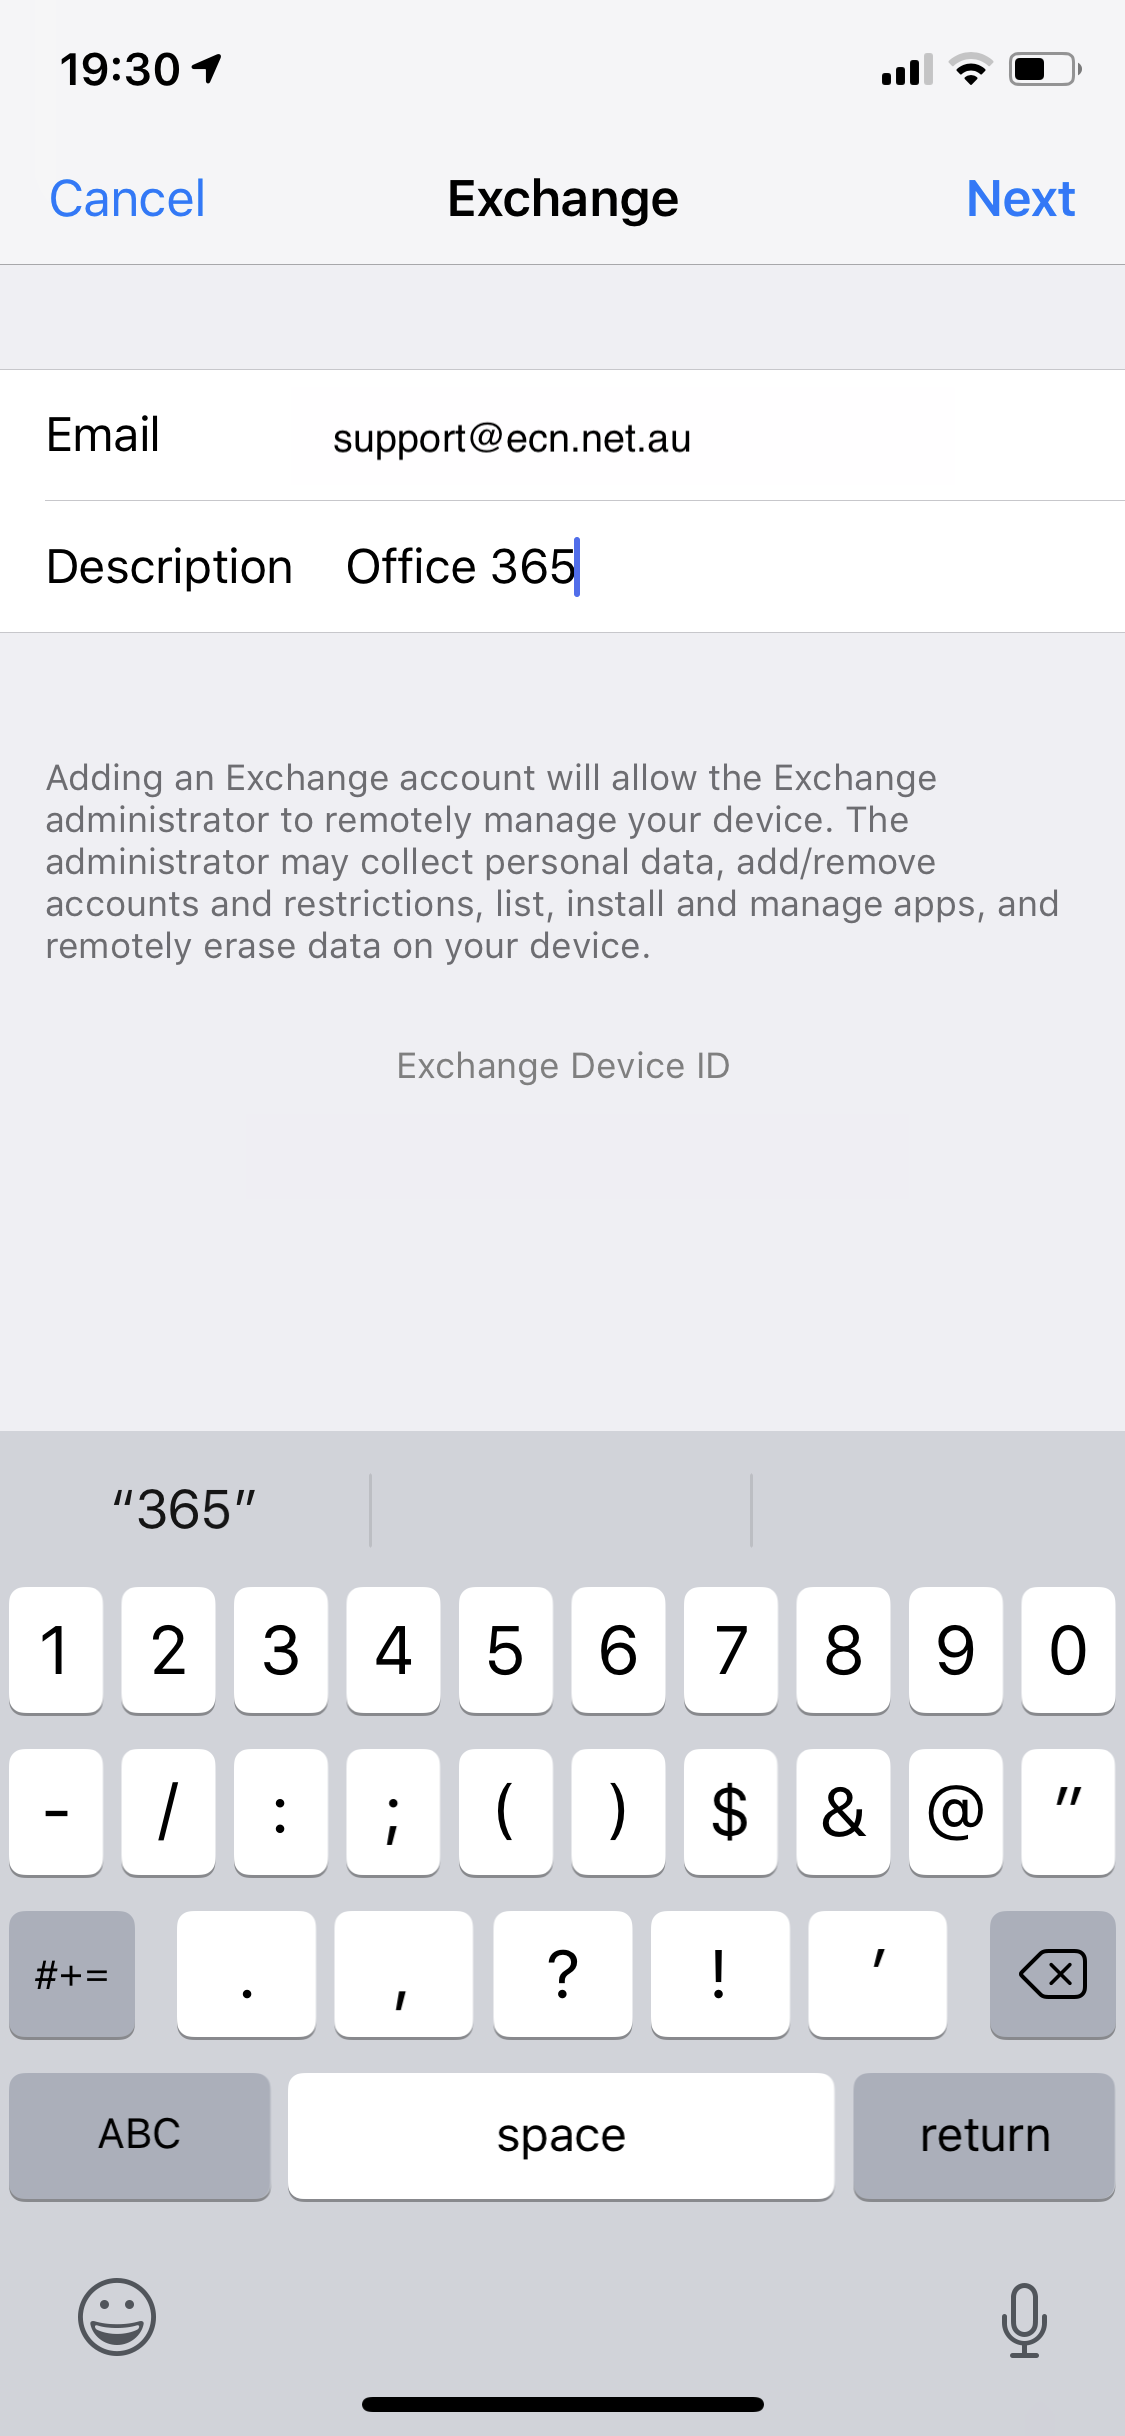 19:30
Cancel Exchange Next
Email support@ecn.net.au
Description Office 365
Adding an Exchange account will allow the Exchange
administrator to remotely manage your device. The
administrator may collect personal data, add/remove
accounts and restrictions, list, install and manage apps, and
remotely erase data on your device.
Exchange Device ID
“365”
1 2 3 4 5 6 7 8 9 0
- / : ; ( ) $ & @ "
#+= . , ? ! '
ABC space return